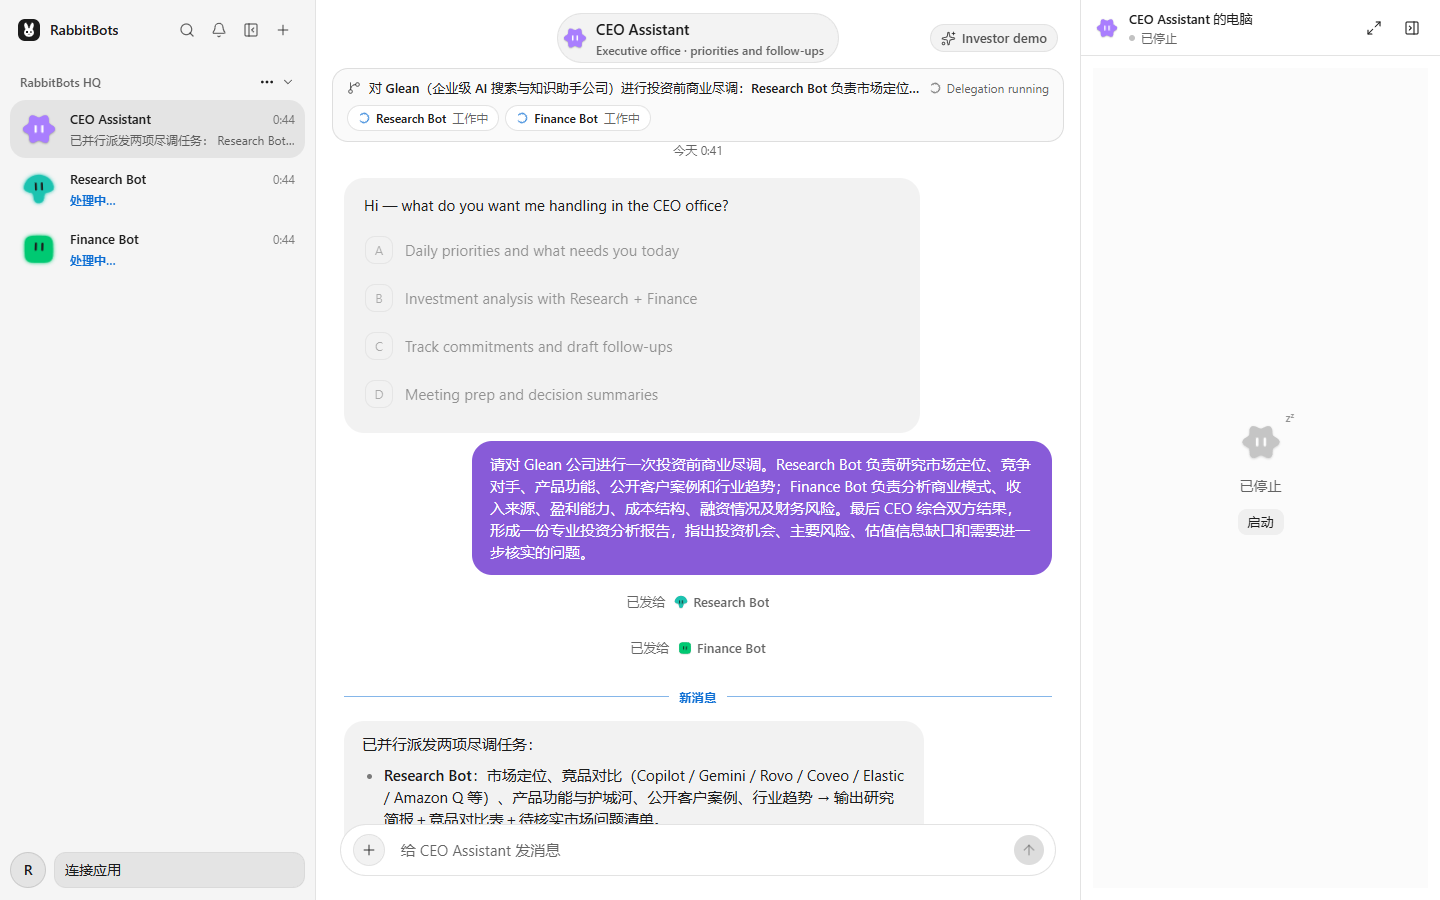 RabbitBots
RabbitBots HQ
CEO Assistant 0:44
已并行派发两项尽调任务： Research Bot...
Research Bot 0:44
处理中...
Finance Bot 0:44
处理中...
R
连接应用
CEO Assistant
Executive office · priorities and follow-ups
Investor demo
对 Glean（企业级 AI 搜索与知识助手公司）进行投资前商业尽调：Research Bot 负责市场定位... Delegation running
Research Bot 工作中 Finance Bot 工作中
今天 0:41
Hi — what do you want me handling in the CEO office?
A Daily priorities and what needs you today
B Investment analysis with Research + Finance
C Track commitments and draft follow-ups
D Meeting prep and decision summaries
请对 Glean 公司进行一次投资前商业尽调。Research Bot 负责研究市场定位、竞争
对手、产品功能、公开客户案例和行业趋势；Finance Bot 负责分析商业模式、收
入来源、盈利能力、成本结构、融资情况及财务风险。最后 CEO 综合双方结果，
形成一份专业投资分析报告，指出投资机会、主要风险、估值信息缺口和需要进一
步核实的问题。
已发给 Research Bot
已发给 Finance Bot
新消息
已并行派发两项尽调任务：
• Research Bot：市场定位、竞品对比（Copilot / Gemini / Rovo / Coveo / Elastic
/ Amazon Q 等）、产品功能与护城河、公开客户案例、行业趋势 → 输出研究
简报 + 竞品对比表 + 待核实市场问题清单。
给 CEO Assistant 发消息
CEO Assistant 的电脑
已停止
zz
已停止
启动